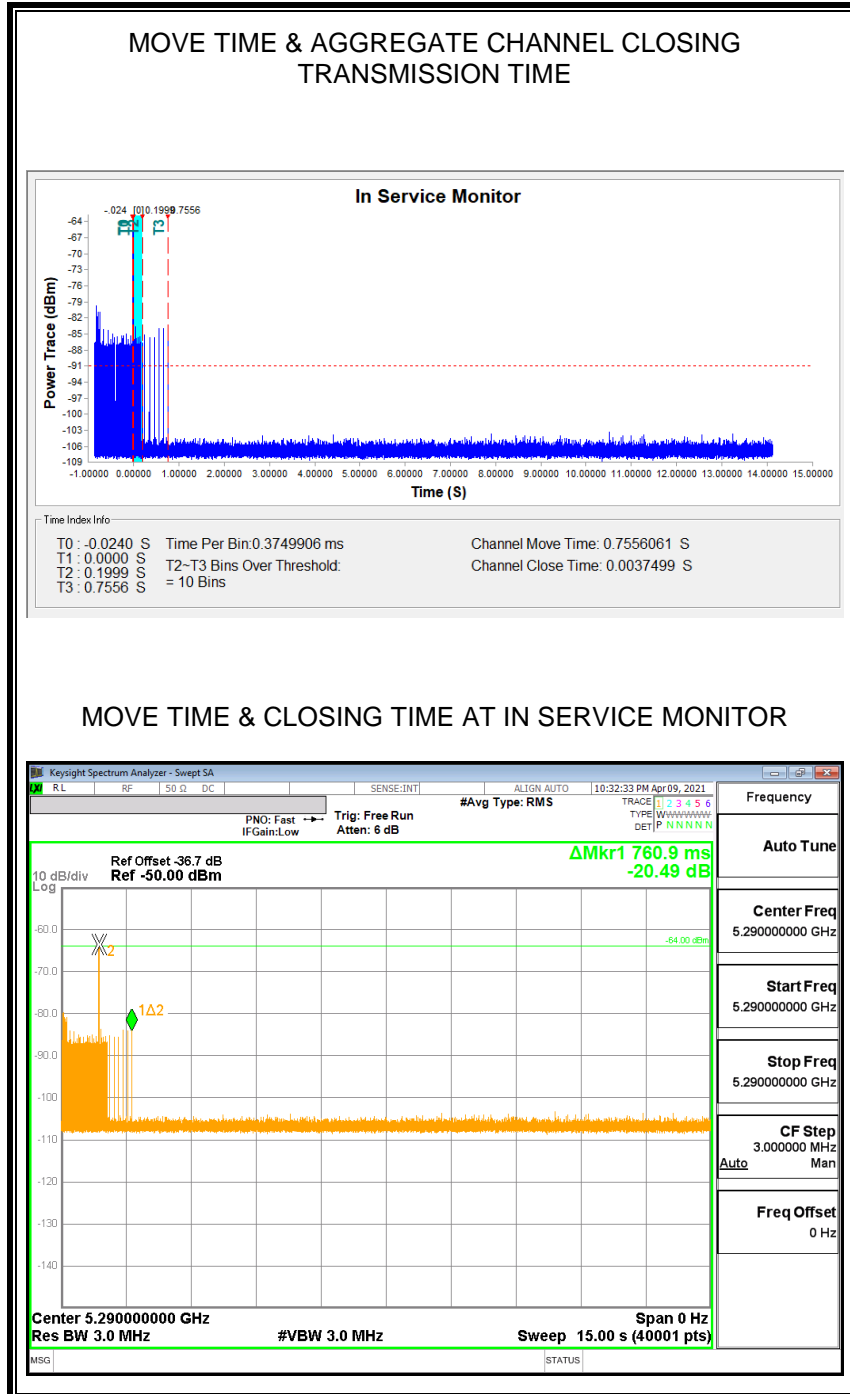 MOVE TIME & AGGREGATE CHANNEL CLOSING
TRANSMISSION TIME
In Service Monitor
-.024 [0]0.1999 0.7556
T2 T3
Power Trace (dBm)
-64
-67
-70
-73
-76
-79
-82
-85
-88
-91
-94
-97
-100
-103
-106
-109
-1.00000 0.00000 1.00000 2.00000 3.00000 4.00000 5.00000 6.00000 7.00000 8.00000 9.00000 10.00000 11.00000 12.00000 13.00000 14.00000 15.00000
Time (S)
Time Index Info
T0 : -0.0240 S
T1 : 0.0000 S
T2 : 0.1999 S
T3 : 0.7556 S
Time Per Bin:0.3749906 ms
T2~T3 Bins Over Threshold:
= 10 Bins
Channel Move Time: 0.7556061 S
Channel Close Time: 0.0037499 S
MOVE TIME & CLOSING TIME AT IN SERVICE MONITOR
Keysight Spectrum Analyzer - Swept SA
LXI RL RF 50 Ω DC SENSE:INT ALIGN AUTO 10:32:33 PM Apr 09, 2021
PNO: Fast
IFGain:Low
Trig: Free Run
Atten: 6 dB
#Avg Type: RMS
TRACE 1 2 3 4 5 6
TYPE WWWWWW
DET P N N N N N
Frequency
Auto Tune
Center Freq
5.290000000 GHz
Start Freq
5.290000000 GHz
Stop Freq
5.290000000 GHz
CF Step
3.000000 MHz
Auto Man
Freq Offset
0 Hz
ΔMkr1 760.9 ms
-20.49 dB
Ref Offset -36.7 dB
10 dB/div Ref -50.00 dBm
Log
-60.0
-70.0
-80.0
-90.0
-100
-110
-120
-130
-140
-64.00 dBm
2
1Δ2
Center 5.290000000 GHz Span 0 Hz
Res BW 3.0 MHz #VBW 3.0 MHz Sweep 15.00 s (40001 pts)
MSG STATUS